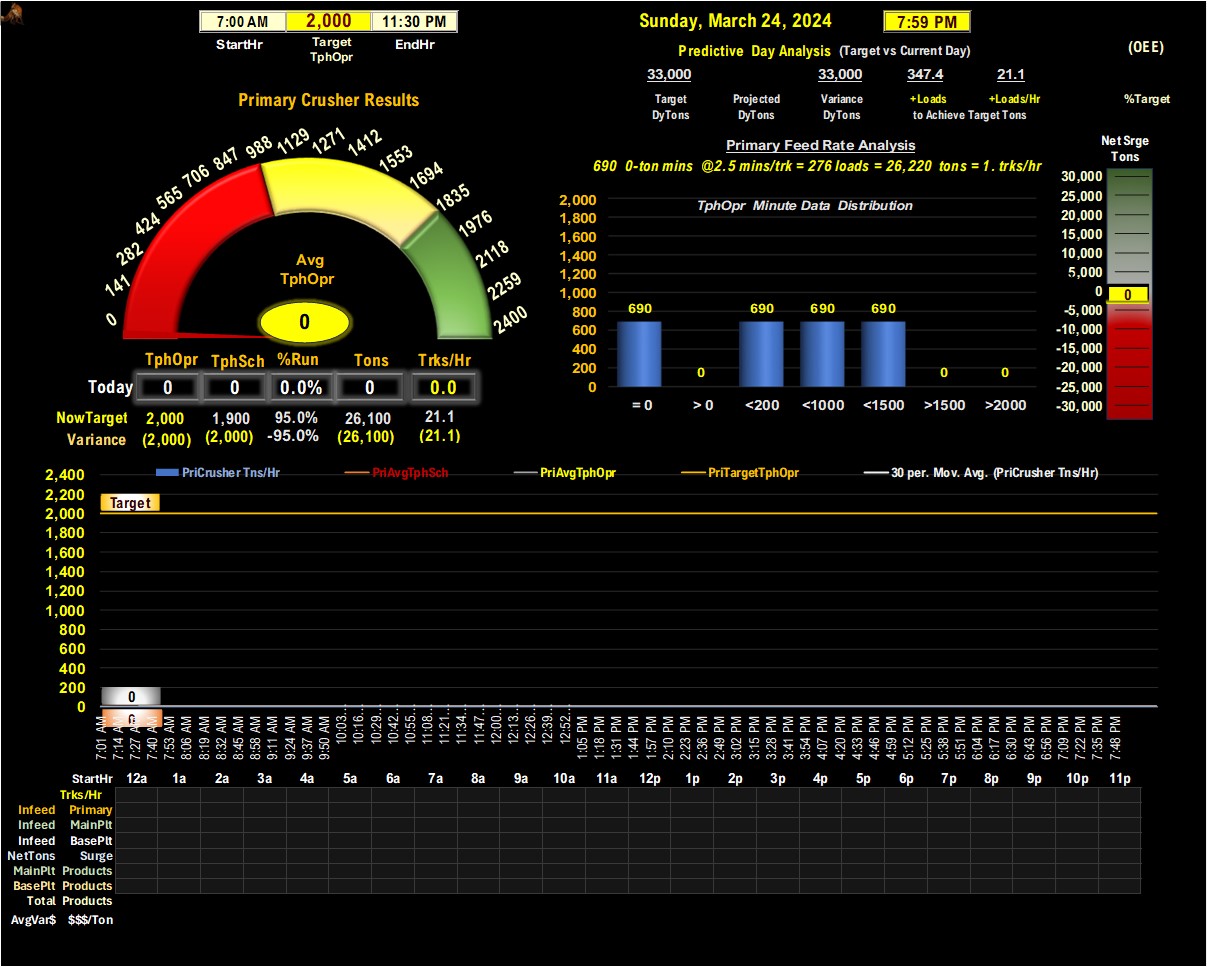 7:00 AM 2,000 11:30 PM
StartHr Target TphOpr EndHr
Sunday, March 24, 2024 7:59 PM
Predictive Day Analysis (Target vs Current Day)
(OEE)
33,000 33,000 347.4 21.1
Target Projected Variance +Loads +Loads/Hr %Target
DyTons DyTons DyTons to Achieve Target Tons
Primary Crusher Results
0 141 282 424 565 706 847 988 1129 1271 1412 1553 1694 1835 1976 2118 2259 2400
Avg
TphOpr
0
TphOpr TphSch %Run Tons Trks/Hr
Today 0 0 0.0% 0 0.0
NowTarget 2,000 1,900 95.0% 26,100 21.1
Variance (2,000) (2,000) -95.0% (26,100) (21.1)
Primary Feed Rate Analysis
690 0-ton mins @2.5 mins/trk = 276 loads = 26,220 tons = 1. trks/hr
TphOpr Minute Data Distribution
2,000
1,800
1,600
1,400
1,200
1,000
800
600
400
200
0
690 0 690 690 690 0 0
= 0 > 0 <200 <1000 <1500 >1500 >2000
Net Srge
Tons
30,000
25,000
20,000
15,000
10,000
5,000
0 0
-5,000
-10,000
-15,000
-20,000
-25,000
-30,000
PriCrusher Tns/Hr PriAvgTphSch PriAvgTphOpr PriTargetTphOpr 30 per. Mov. Avg. (PriCrusher Tns/Hr)
2,400
2,200
Target
2,000
1,800
1,600
1,400
1,200
1,000
800
600
400
200
0
0
0
7:01 AM 7:14 AM 7:27 AM 7:40 AM 7:53 AM 8:06 AM 8:19 AM 8:32 AM 8:45 AM 8:58 AM 9:11 AM 9:24 AM 9:37 AM 9:50 AM 10:03… 10:16… 10:29… 10:42… 10:55… 11:08… 11:21… 11:34… 11:47… 12:00… 12:13… 12:26… 12:39… 12:52… 1:05 PM 1:18 PM 1:31 PM 1:44 PM 1:57 PM 2:10 PM 2:23 PM 2:36 PM 2:49 PM 3:02 PM 3:15 PM 3:28 PM 3:41 PM 3:54 PM 4:07 PM 4:20 PM 4:33 PM 4:46 PM 4:59 PM 5:12 PM 5:25 PM 5:38 PM 5:51 PM 6:04 PM 6:17 PM 6:30 PM 6:43 PM 6:56 PM 7:09 PM 7:22 PM 7:35 PM 7:48 PM
StartHr 12a 1a 2a 3a 4a 5a 6a 7a 8a 9a 10a 11a 12p 1p 2p 3p 4p 5p 6p 7p 8p 9p 10p 11p
Trks/Hr
Infeed Primary
Infeed MainPlt
Infeed BasePlt
NetTons Surge
MainPlt Products
BasePlt Products
Total Products
AvgVar$ $$$/Ton